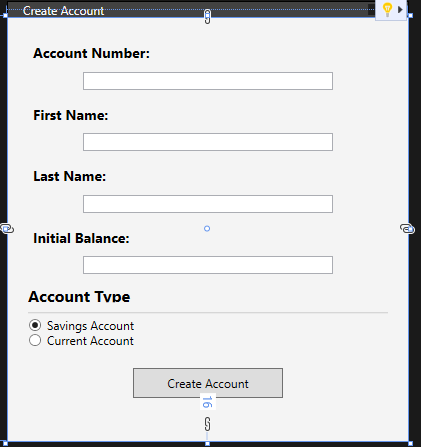 Create Account
Account Number:
First Name:
Last Name:
Initial Balance:
Account Type
Savings Account
Current Account
Create Account
16